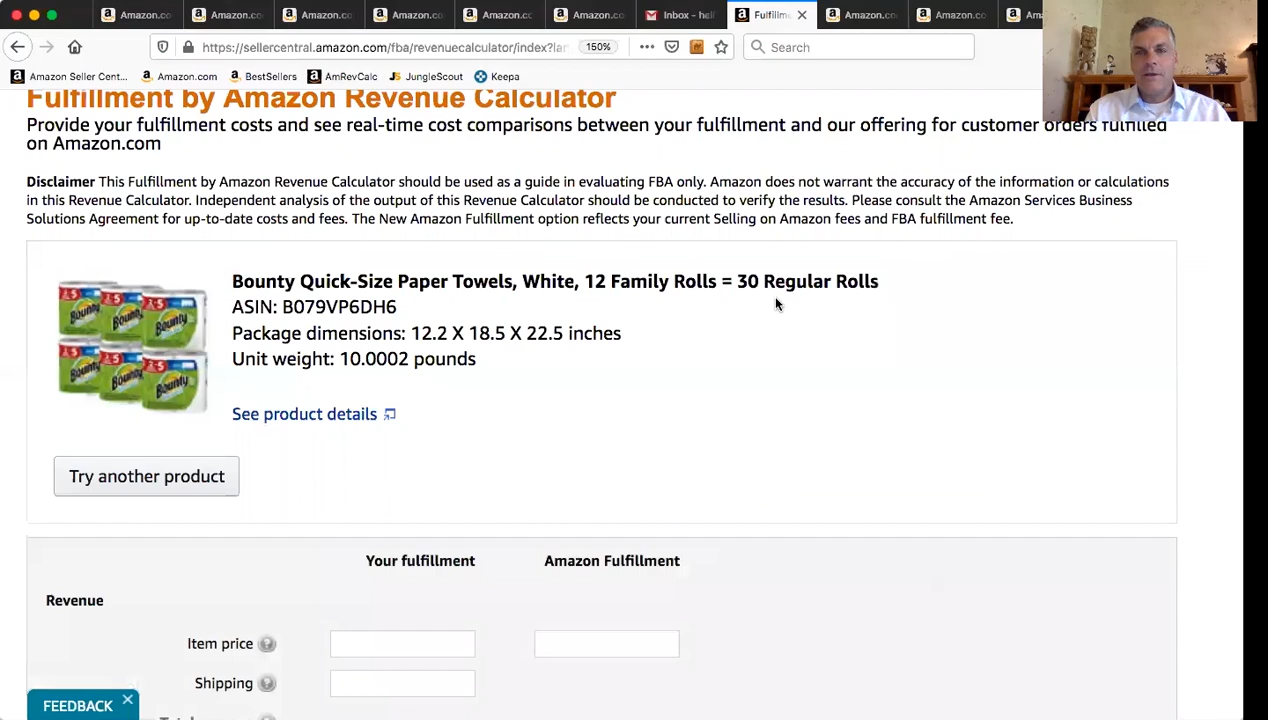 Amazon.co
Amazon.co
Amazon.co
Amazon.co
Amazon.co
Amazon.co
Inbox - hel
Fulfillm
Amazon.co
Amazon.co
Am
https://sellercentral.amazon.com/fba/revenuecalculator/index?lan
150%
Search
Amazon Seller Cent...
Amazon.com
BestSellers
AmRevCalc
JungleScout
Keepa
Fulfillment by Amazon Revenue Calculator
Provide your fulfillment costs and see real-time cost comparisons between your fulfillment and our offering for customer orders fulfilled
on Amazon.com
Disclaimer This Fulfillment by Amazon Revenue Calculator should be used as a guide in evaluating FBA only. Amazon does not warrant the accuracy of the information or calculations
in this Revenue Calculator. Independent analysis of the output of this Revenue Calculator should be conducted to verify the results. Please consult the Amazon Services Business
Solutions Agreement for up-to-date costs and fees. The New Amazon Fulfillment option reflects your current Selling on Amazon fees and FBA fulfillment fee.
Bounty Quick-Size Paper Towels, White, 12 Family Rolls = 30 Regular Rolls
ASIN: B079VP6DH6
Package dimensions: 12.2 X 18.5 X 22.5 inches
Unit weight: 10.0002 pounds
See product details
Try another product
Your fulfillment
Amazon Fulfillment
Revenue
Item price
Shipping
FEEDBACK